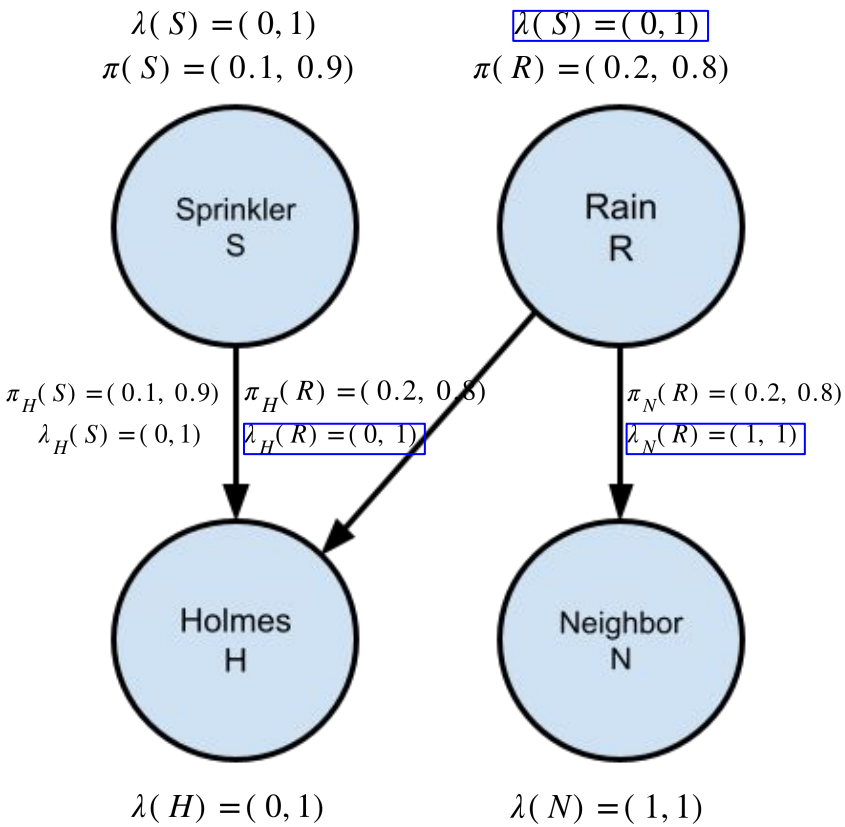 λ( S) =( 0, 1)
λ( S) =( 0, 1)
π( S) =( 0.1, 0.9)
π( R) =( 0.2, 0.8)
Sprinkler
S
Rain
R
π_H( S) =( 0.1, 0.9)
π_H( R) =( 0.2, 0.8)
π_N( R) =( 0.2, 0.8)
λ_H( S) =( 0, 1)
λ_H( R) =( 0, 1)
λ_N( R) =( 1, 1)
Holmes
H
Neighbor
N
λ( H) =( 0, 1)
λ( N) =( 1, 1)